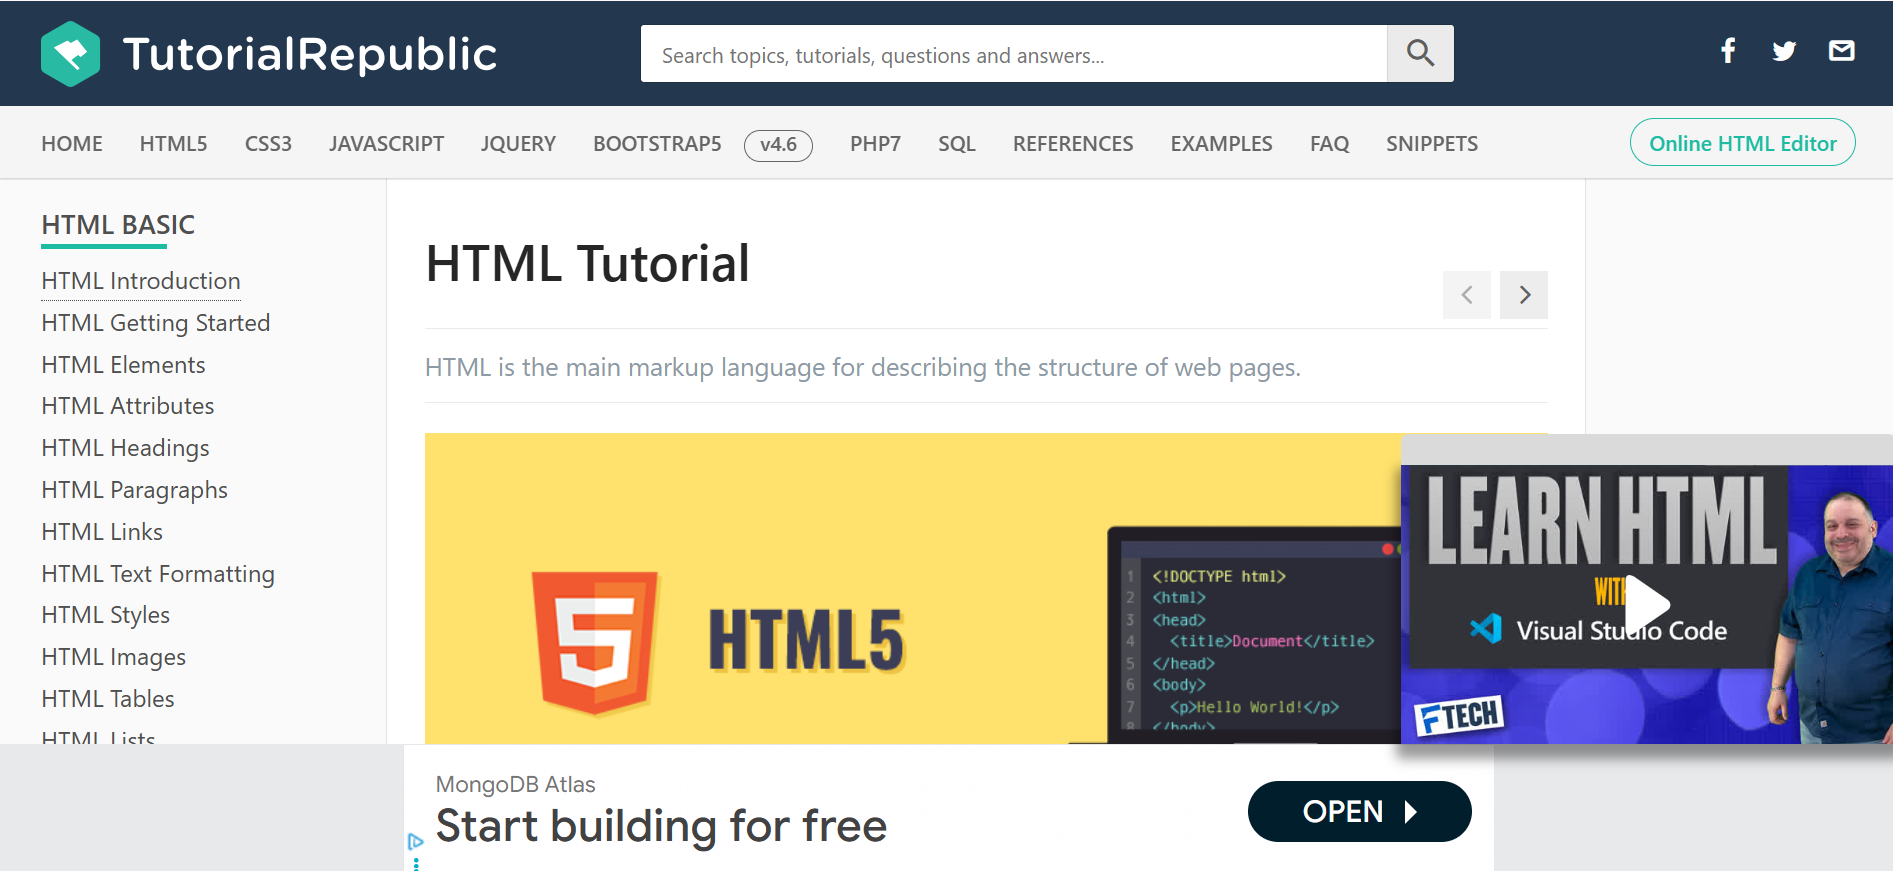 TutorialRepublic
Search topics, tutorials, questions and answers...
HOME HTML5 CSS3 JAVASCRIPT JQUERY BOOTSTRAP5 v4.6 PHP7 SQL REFERENCES EXAMPLES FAQ SNIPPETS Online HTML Editor
HTML BASIC
HTML Introduction
HTML Getting Started
HTML Elements
HTML Attributes
HTML Headings
HTML Paragraphs
HTML Links
HTML Text Formatting
HTML Styles
HTML Images
HTML Tables
HTML Lists
HTML Tutorial
HTML is the main markup language for describing the structure of web pages.
5
HTML5
1 <!DOCTYPE html>
2 <html>
3 <head>
4 <title>Document</title>
5 </head>
6 <body>
7 <p>Hello World!</p>
8 </body>
LEARN HTML
WITH
Visual Studio Code
FTECH
MongoDB Atlas
Start building for free
OPEN